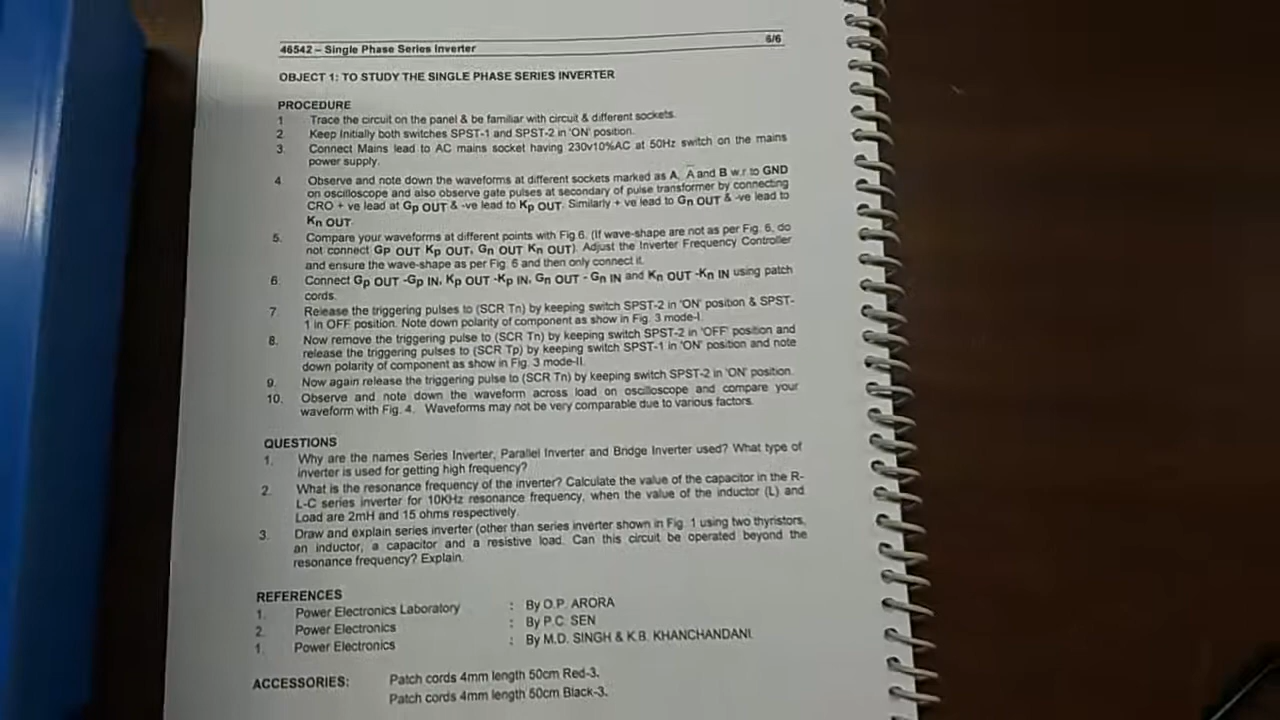 46542 – Single Phase Series Inverter 6/6
OBJECT 1: TO STUDY THE SINGLE PHASE SERIES INVERTER
PROCEDURE
1 Trace the circuit on the panel & be familiar with circuit & different sockets.
2 Keep Initially both switches SPST-1 and SPST-2 in 'ON' position.
3. Connect Mains lead to AC mains socket having 230v10%AC at 50Hz switch on the mains
power supply.
4 Observe and note down the waveforms at different sockets marked as A, A̅ and B w.r.to GND
on oscilloscope and also observe gate pulses at secondary of pulse transformer by connecting
CRO + ve lead at Gp OUT & -ve lead to Kp OUT. Similarly + ve lead to Gn OUT & -ve lead to
Kn OUT.
5. Compare your waveforms at different points with Fig.6. (If wave-shape are not as per Fig. 6, do
not connect Gp OUT Kp OUT, Gn OUT Kn OUT). Adjust the Inverter Frequency Controller
and ensure the wave-shape as per Fig. 6 and then only connect it.
6. Connect Gp OUT -Gp IN, Kp OUT -Kp IN, Gn OUT - Gn IN and Kn OUT -Kn IN using patch
cords.
7. Release the triggering pulses to (SCR Tn) by keeping switch SPST-2 in 'ON' position & SPST-
1 in OFF position. Note down polarity of component as show in Fig. 3 mode-I.
8. Now remove the triggering pulse to (SCR Tn) by keeping switch SPST-2 in 'OFF' position and
release the triggering pulses to (SCR Tp) by keeping switch SPST-1 in 'ON' position and note
down polarity of component as show in Fig. 3 mode-II.
9. Now again release the triggering pulse to (SCR Tn) by keeping switch SPST-2 in 'ON' position.
10. Observe and note down the waveform across load on oscilloscope and compare your
waveform with Fig. 4. Waveforms may not be very comparable due to various factors.
QUESTIONS
1. Why are the names Series Inverter, Parallel Inverter and Bridge Inverter used? What type of
inverter is used for getting high frequency?
2. What is the resonance frequency of the inverter? Calculate the value of the capacitor in the R-
L-C series inverter for 10KHz resonance frequency, when the value of the inductor (L) and
Load are 2mH and 15 ohms respectively.
3. Draw and explain series inverter (other than series inverter shown in Fig. 1 using two thyristors,
an inductor, a capacitor and a resistive load. Can this circuit be operated beyond the
resonance frequency? Explain.
REFERENCES
1. Power Electronics Laboratory : By O.P. ARORA
2. Power Electronics : By P.C. SEN
1. Power Electronics : By M.D. SINGH & K.B. KHANCHANDANI.
ACCESSORIES: Patch cords 4mm length 50cm Red-3.
Patch cords 4mm length 50cm Black-3.